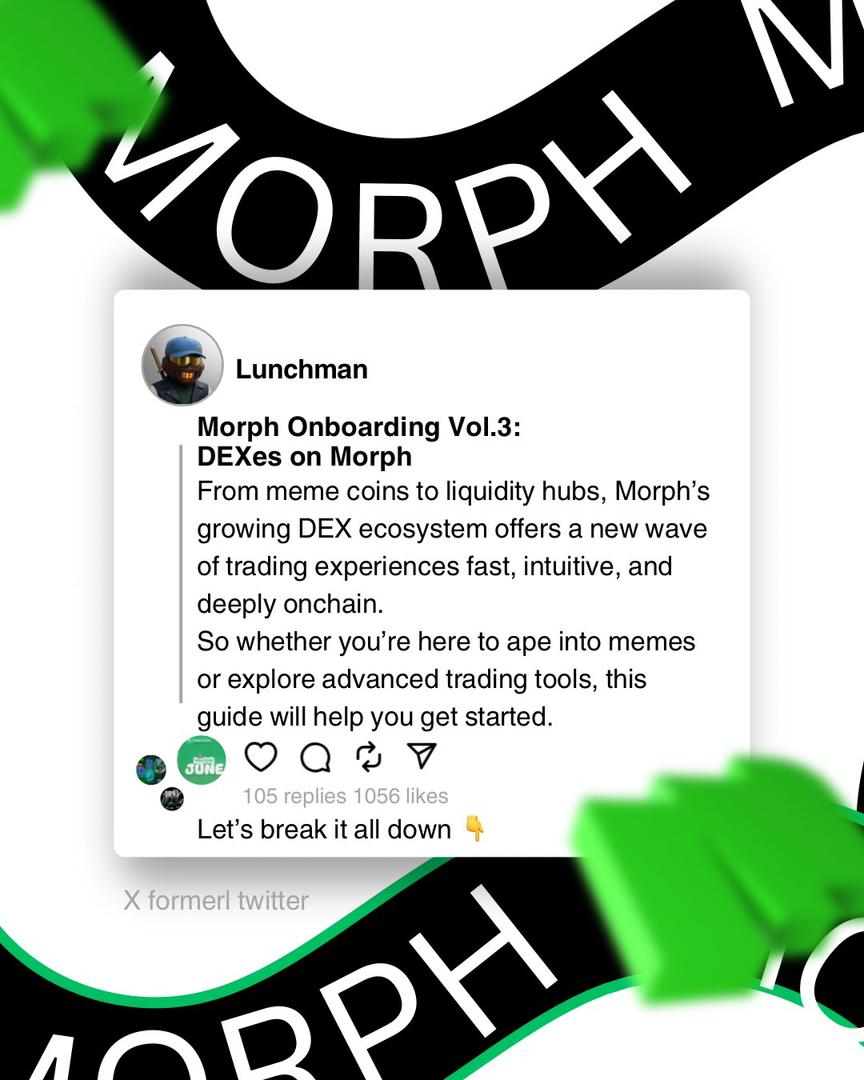 MORPH M
Lunchman
Morph Onboarding Vol.3:
DEXes on Morph
From meme coins to liquidity hubs, Morph’s
growing DEX ecosystem offers a new wave
of trading experiences fast, intuitive, and
deeply onchain.
So whether you’re here to ape into memes
or explore advanced trading tools, this
guide will help you get started.
JUNE
105 replies 1056 likes
Let’s break it all down 👇
X formerl twitter
MORPH